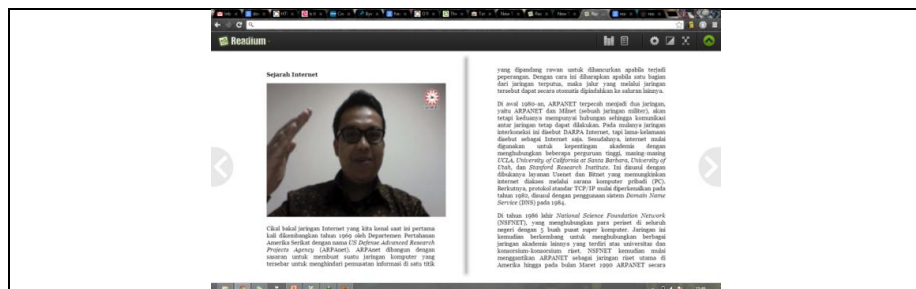 Readium
Sejarah Internet
Cikal bakal jaringan Internet yang kita kenal saat ini pertama
kali dikembangkan tahun 1969 oleh Departemen Pertahanan
Amerika Serikat dengan nama US Defense Advanced Research
Projects Agency (ARPAnet). ARPAnet dibangun dengan
sasaran untuk membuat suatu jaringan komputer yang
tersebar untuk menghindari pemusatan informasi di satu titik
yang dipandang rawan untuk dihancurkan apabila terjadi
peperangan. Dengan cara ini diharapkan apabila satu bagian
dari jaringan terputus, maka jalur yang melalui jaringan
tersebut dapat secara otomatis dipindahkan ke saluran lainnya.
Di awal 1980-an, ARPANET terpecah menjadi dua jaringan,
yaitu ARPANET dan Milnet (sebuah jaringan militer), akan
tetapi keduanya mempunyai hubungan sehingga komunikasi
antar jaringan tetap dapat dilakukan. Pada mulanya jaringan
interkoneksi ini disebut DARPA Internet, tapi lama-kelamaan
disebut sebagai Internet saja. Sesudahnya, internet mulai
digunakan untuk kepentingan akademis dengan
menghubungkan beberapa perguruan tinggi, masing-masing
UCLA, University of California at Santa Barbara, University of
Utah, dan Stanford Research Institute. Ini disusul dengan
dibukanya layanan Usenet dan Bitnet yang memungkinkan
internet diakses melalui sarana komputer pribadi (PC).
Berkutnya, protokol standar TCP/IP mulai diperkenalkan pada
tahun 1982, disusul dengan penggunaan sistem Domain Name
Service (DNS) pada 1984.
Di tahun 1986 lahir National Science Foundation Network
(NSFNET), yang menghubungkan para periset di seluruh
negeri dengan 5 buah pusat super komputer. Jaringan ini
kemudian berkembang untuk menghubungkan berbagai
jaringan akademis lainnya yang terdiri atas universitas dan
konsorsium-konsorsium riset. NSFNET kemudian mulai
menggantikan ARPANET sebagai jaringan riset utama di
Amerika hingga pada bulan Maret 1990 ARPANET secara